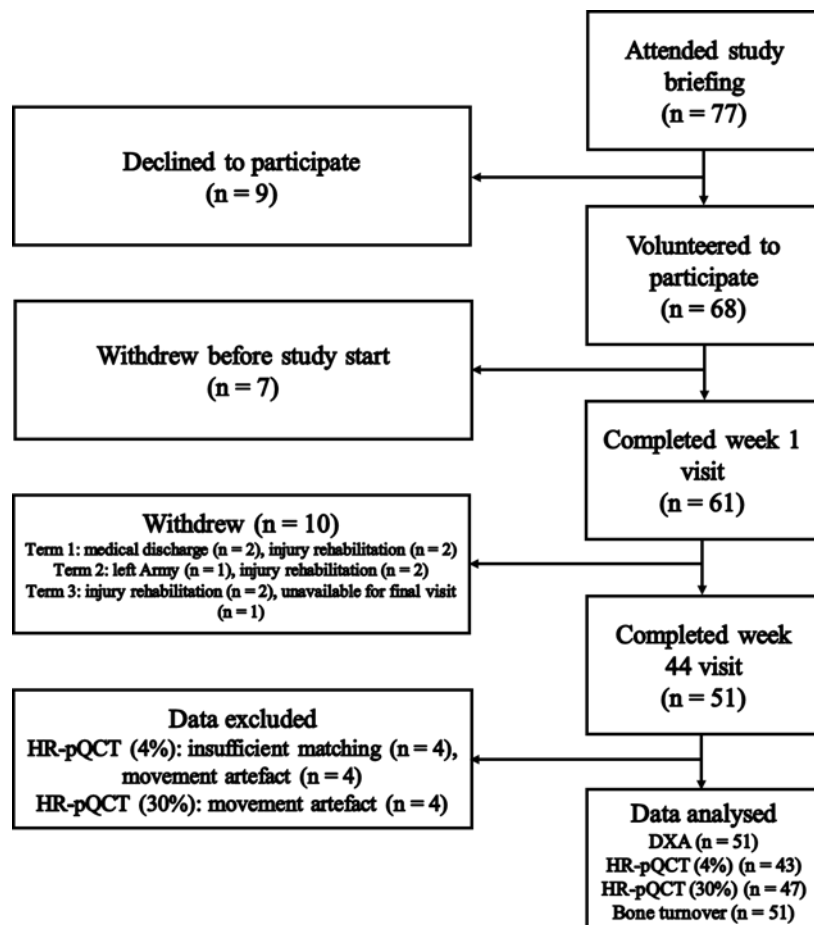 Attended study
briefing
(n = 77)
Declined to participate
(n = 9)
Volunteered to
participate
(n = 68)
Withdrew before study start
(n = 7)
Completed week 1
visit
(n = 61)
Withdrew (n = 10)
Term 1: medical discharge (n = 2), injury rehabilitation (n = 2)
Term 2: left Army (n = 1), injury rehabilitation (n = 2)
Term 3: injury rehabilitation (n = 2), unavailable for final visit
(n = 1)
Completed week
44 visit
(n = 51)
Data excluded
HR-pQCT (4%): insufficient matching (n = 4),
movement artefact (n = 4)
HR-pQCT (30%): movement artefact (n = 4)
Data analysed
DXA (n = 51)
HR-pQCT (4%) (n = 43)
HR-pQCT (30%) (n = 47)
Bone turnover (n = 51)